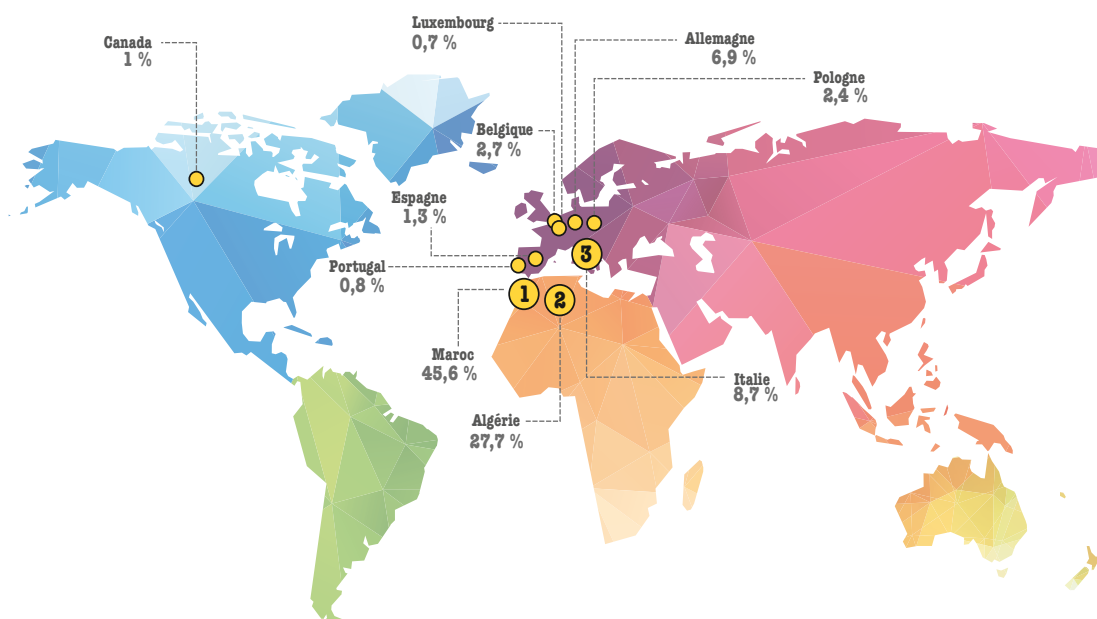 Luxembourg
0,7 %
Canada
1 %
Allemagne
6,9 %
Pologne
2,4 %
Belgique
2,7 %
Espagne
1,3 %
Portugal
0,8 %
3
1
2
Maroc
45,6 %
Italie
8,7 %
Algérie
27,7 %